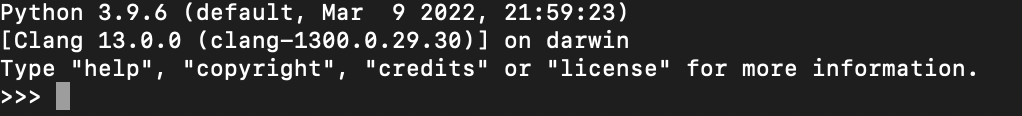 Python 3.9.6 (default, Mar  9 2022, 21:59:23)
[Clang 13.0.0 (clang-1300.0.29.30)] on darwin
Type "help", "copyright", "credits" or "license" for more information.
>>>